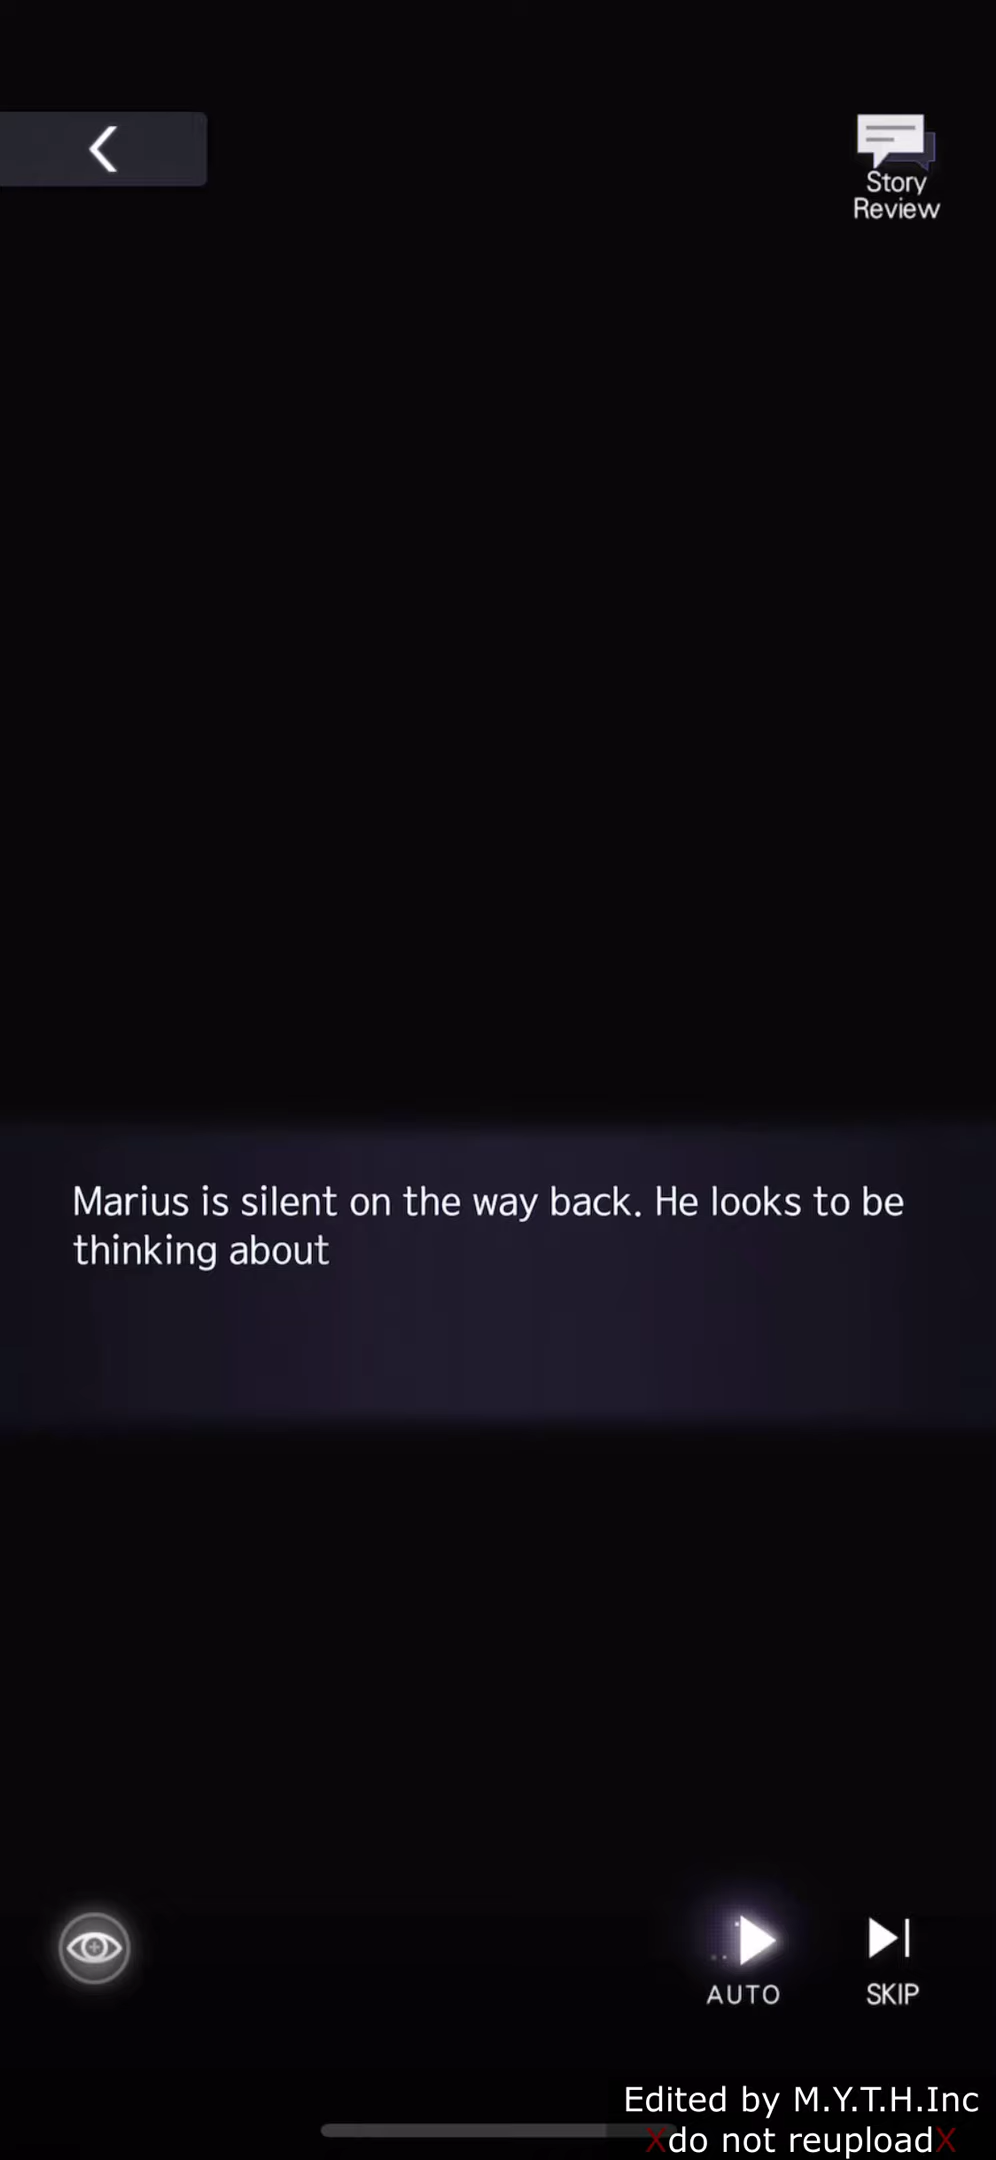 Story
Review
Marius is silent on the way back. He looks to be
thinking about
AUTO
SKIP
Edited by M.Y.T.H.Inc
Xdo not reuploadX